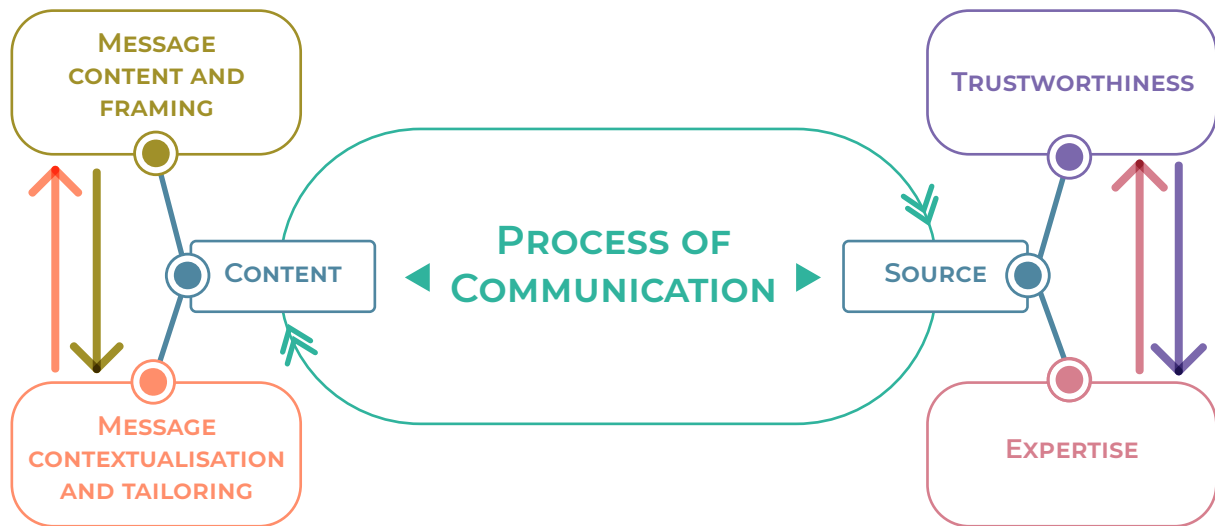 Message
content and
framing
Trustworthiness
Process of
Communication
Content
Source
Message
contextualisation
and tailoring
Expertise